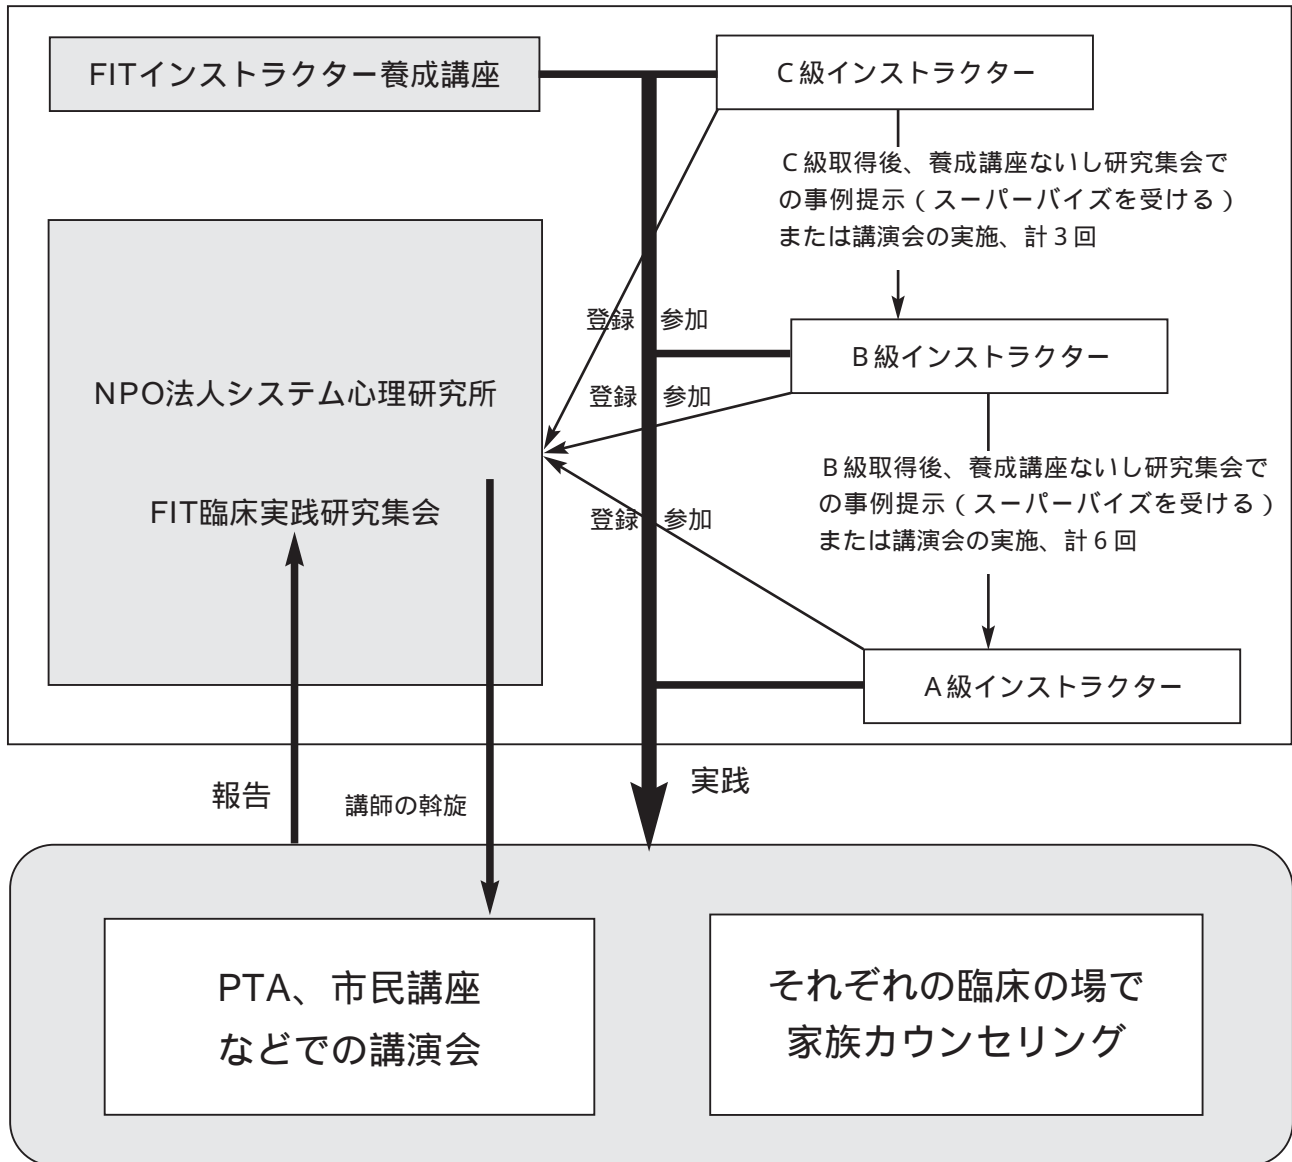 FITインストラクター養成講座
C級インストラクター
C級取得後、養成講座ないし研究集会で
の事例提示（スーパーバイズを受ける）
または講演会の実施、計3回
登録 参加
B級インストラクター
NPO法人システム心理研究所
登録 参加
B級取得後、養成講座ないし研究集会で
の事例提示（スーパーバイズを受ける）
または講演会の実施、計6回
FIT臨床実践研究集会
登録 参加
A級インストラクター
報告
講師の斡旋
実践
PTA、市民講座
などでの講演会
それぞれの臨床の場で
家族カウンセリング